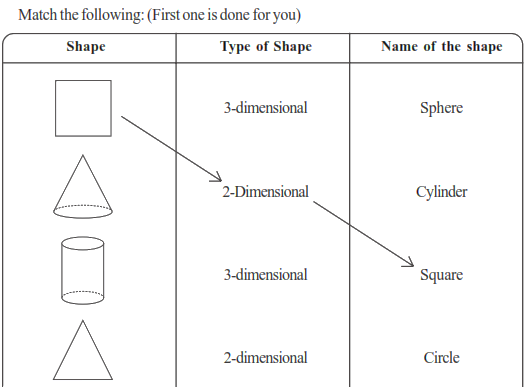 Match the following: (First one is done for you)
Shape Type of Shape Name of the shape
3-dimensional Sphere
2-Dimensional Cylinder
3-dimensional Square
2-dimensional Circle